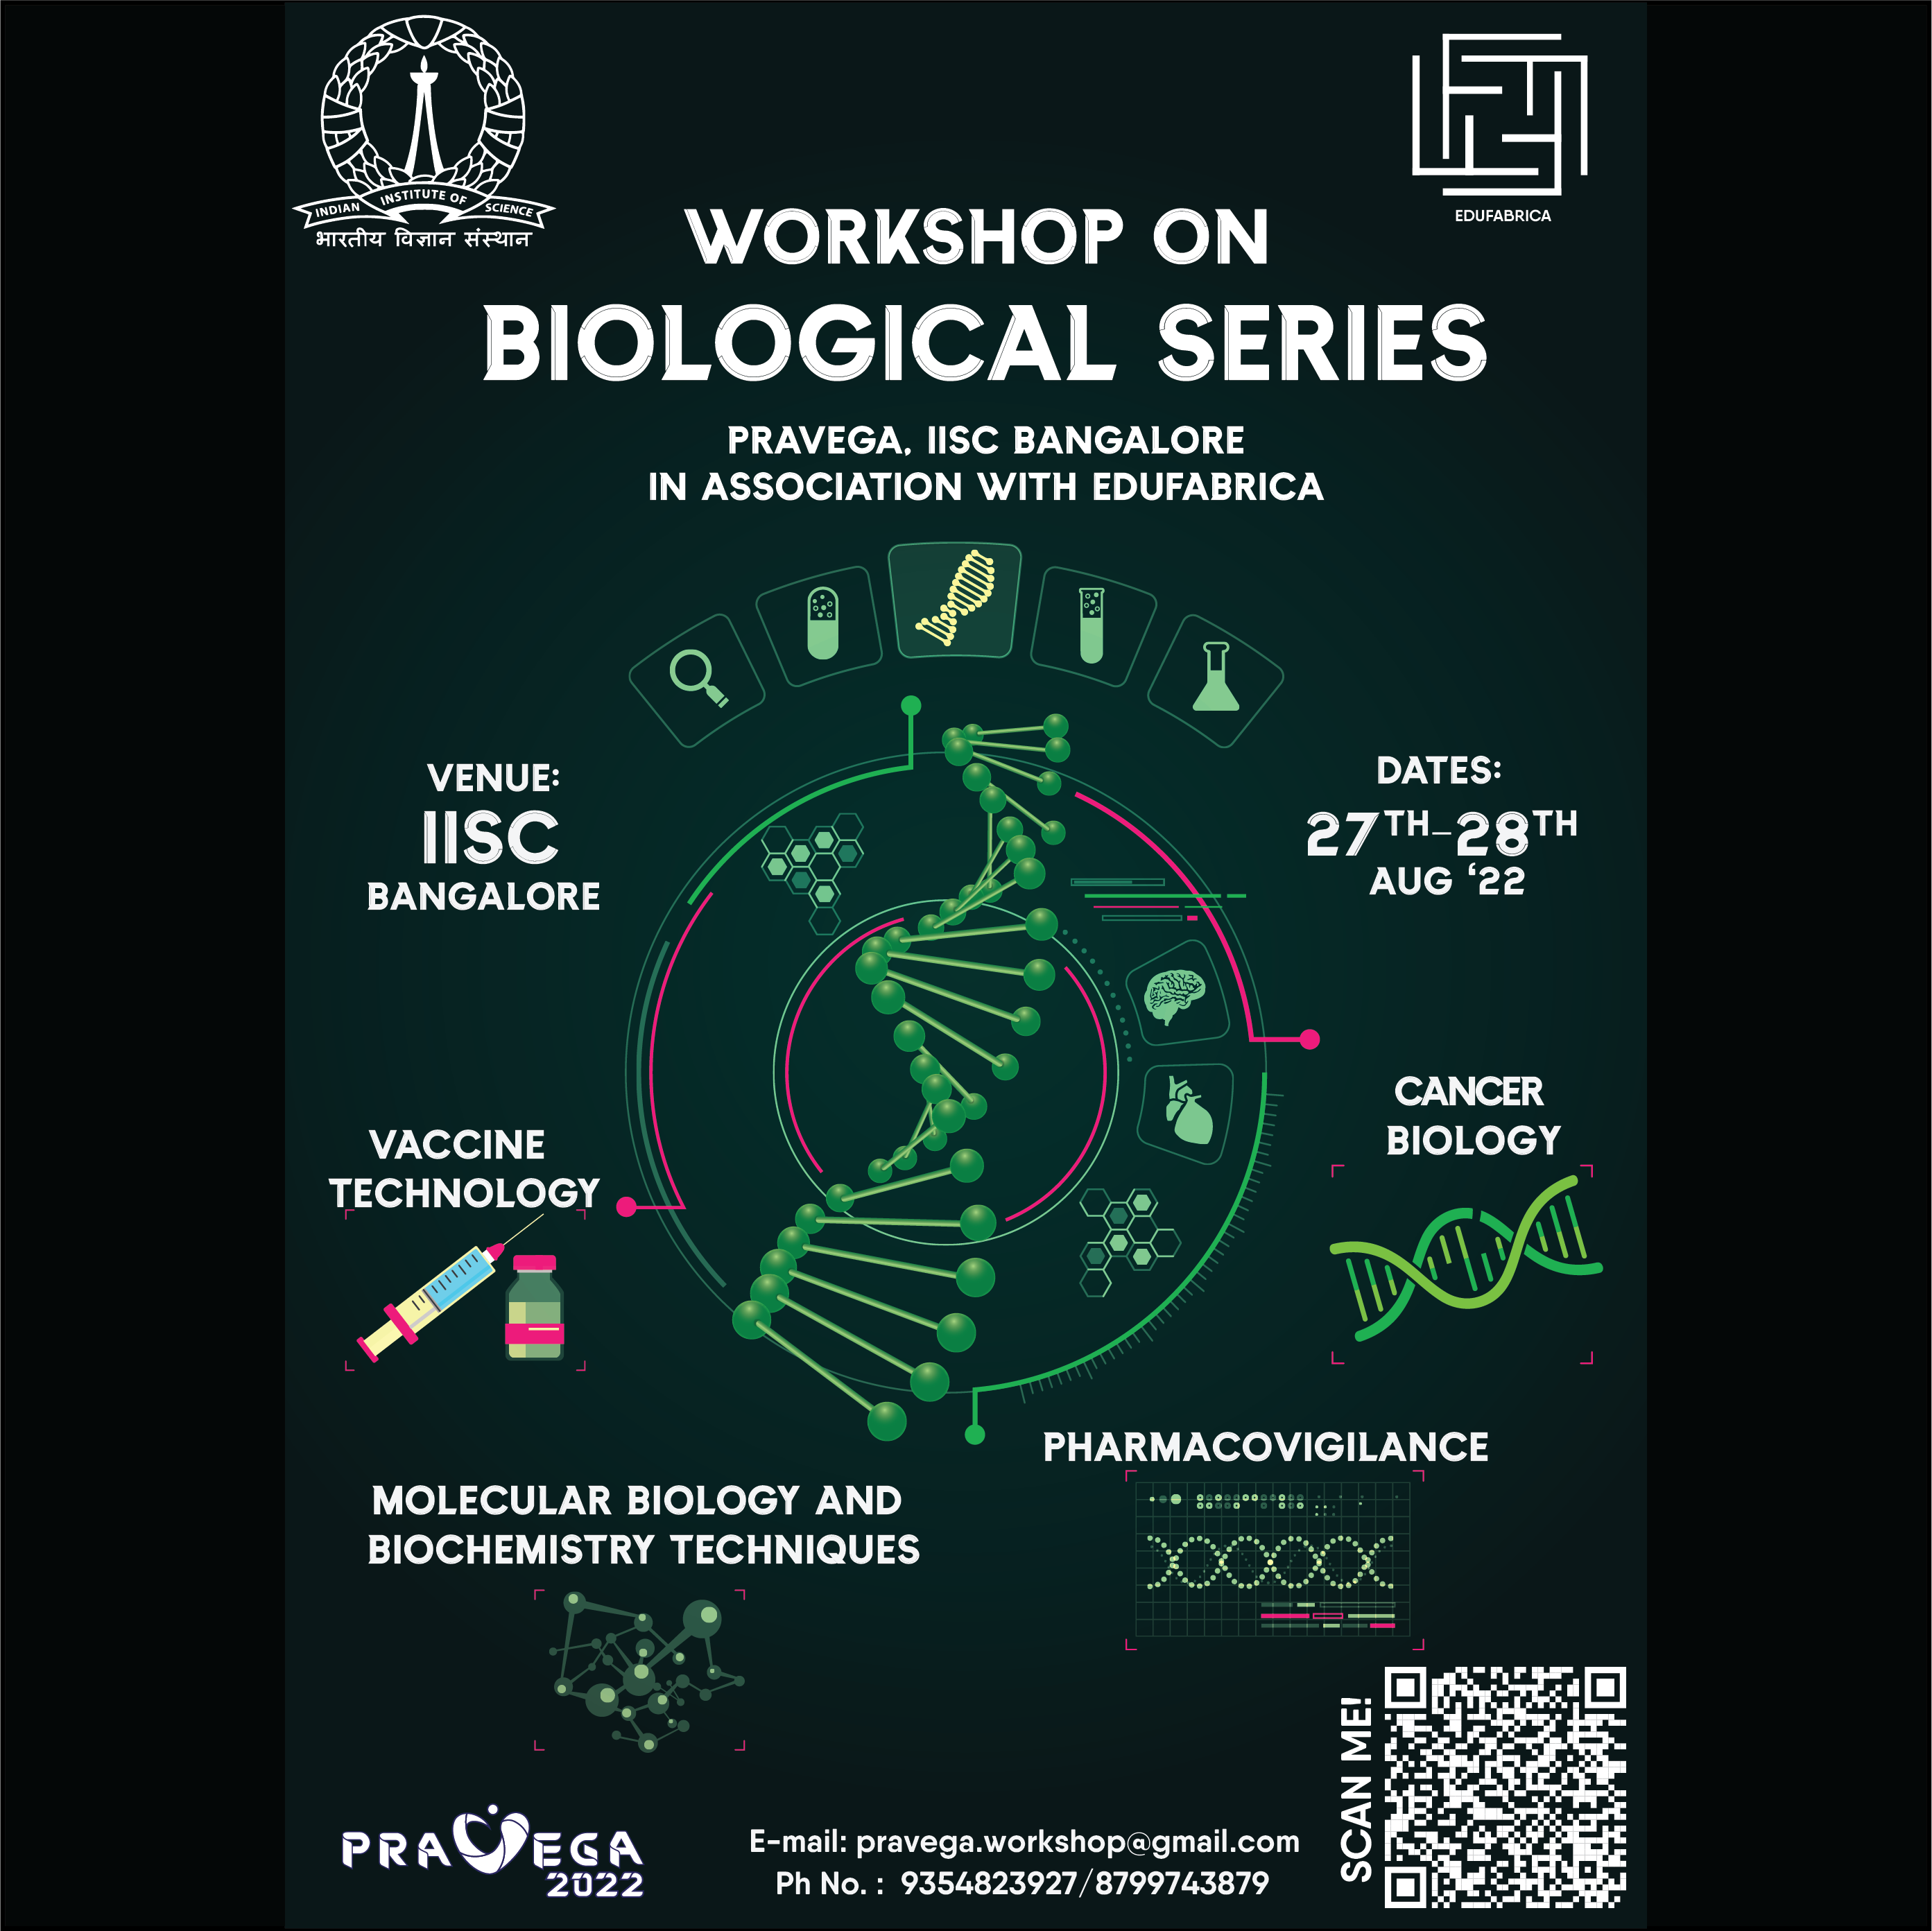 INDIAN INSTITUTE OF SCIENCE
भारतीय विज्ञान संस्थान
EDUFABRICA
WORKSHOP ON
BIOLOGICAL SERIES
PRAVEGA, IISC BANGALORE
IN ASSOCIATION WITH EDUFABRICA
VENUE:
IISC
BANGALORE
DATES:
27TH-28TH
AUG ‘22
VACCINE
TECHNOLOGY
CANCER
BIOLOGY
MOLECULAR BIOLOGY AND
BIOCHEMISTRY TECHNIQUES
PHARMACOVIGILANCE
SCAN ME!
PRAVEGA
2022
E-mail: pravega.workshop@gmail.com
Ph No. : 9354823927/8799743879